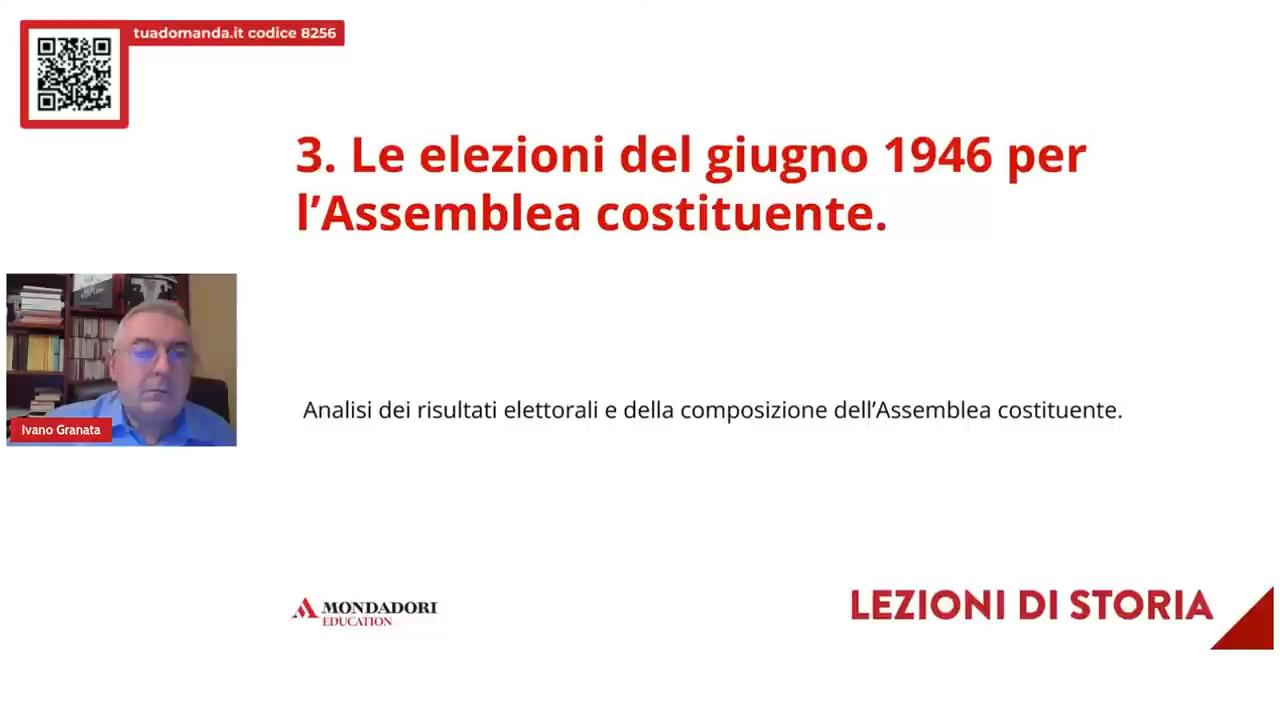 tuadomanda.it codice 8256
3. Le elezioni del giugno 1946 per
l’Assemblea costituente.
Ivano Granata
Analisi dei risultati elettorali e della composizione dell’Assemblea costituente.
MONDADORI
EDUCATION
LEZIONI DI STORIA